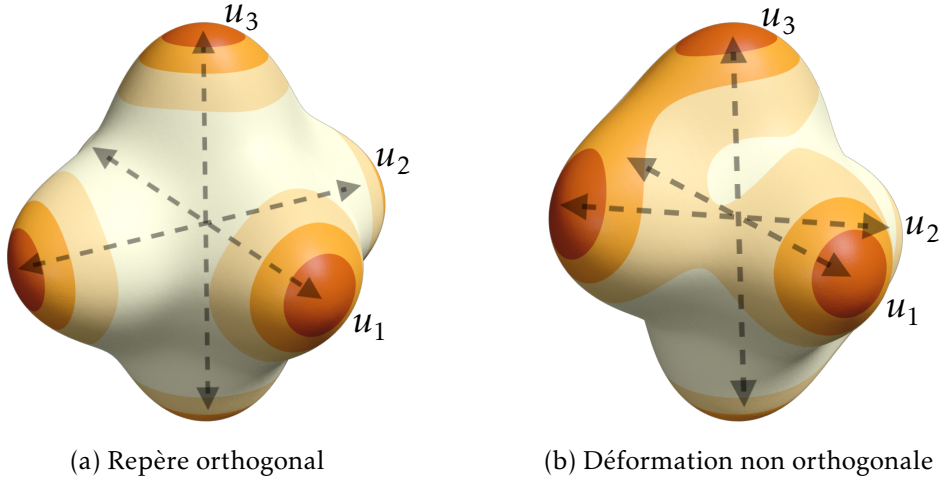 u₃
u₃
u₂
u₂
u₁
u₁
(a) Repère orthogonal
(b) Déformation non orthogonale